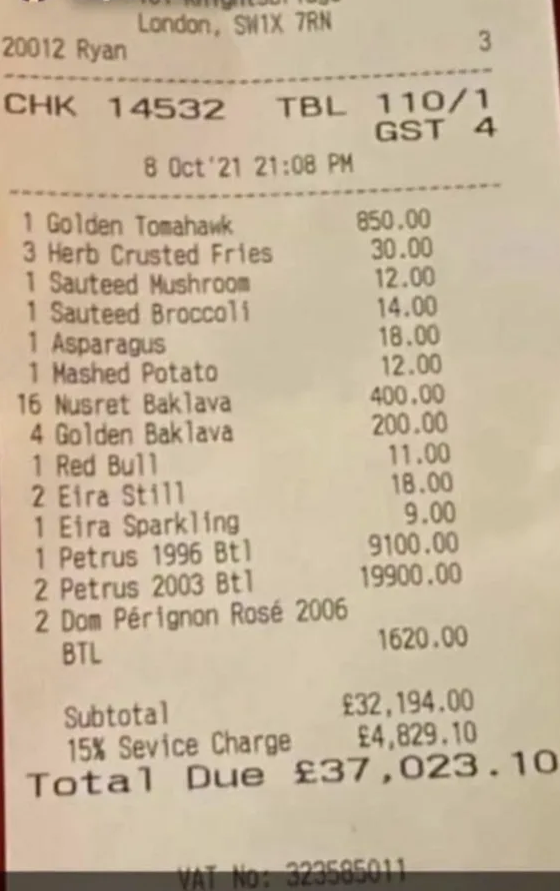 London, SW1X 7RN
20012 Ryan 3
CHK 14532 TBL 110/1
GST 4
8 Oct'21 21:08 PM
1 Golden Tomahawk 850.00
3 Herb Crusted Fries 30.00
1 Sauteed Mushroom 12.00
1 Sauteed Broccoli 14.00
1 Asparagus 18.00
1 Mashed Potato 12.00
16 Nusret Baklava 400.00
4 Golden Baklava 200.00
1 Red Bull 11.00
2 Eira Still 18.00
1 Eira Sparkling 9.00
1 Petrus 1996 Btl 9100.00
2 Petrus 2003 Btl 19900.00
2 Dom Pérignon Rosé 2006
BTL 1620.00
Subtotal £32,194.00
15% Sevice Charge £4,829.10
Total Due £37,023.10
VAT No: 323585011